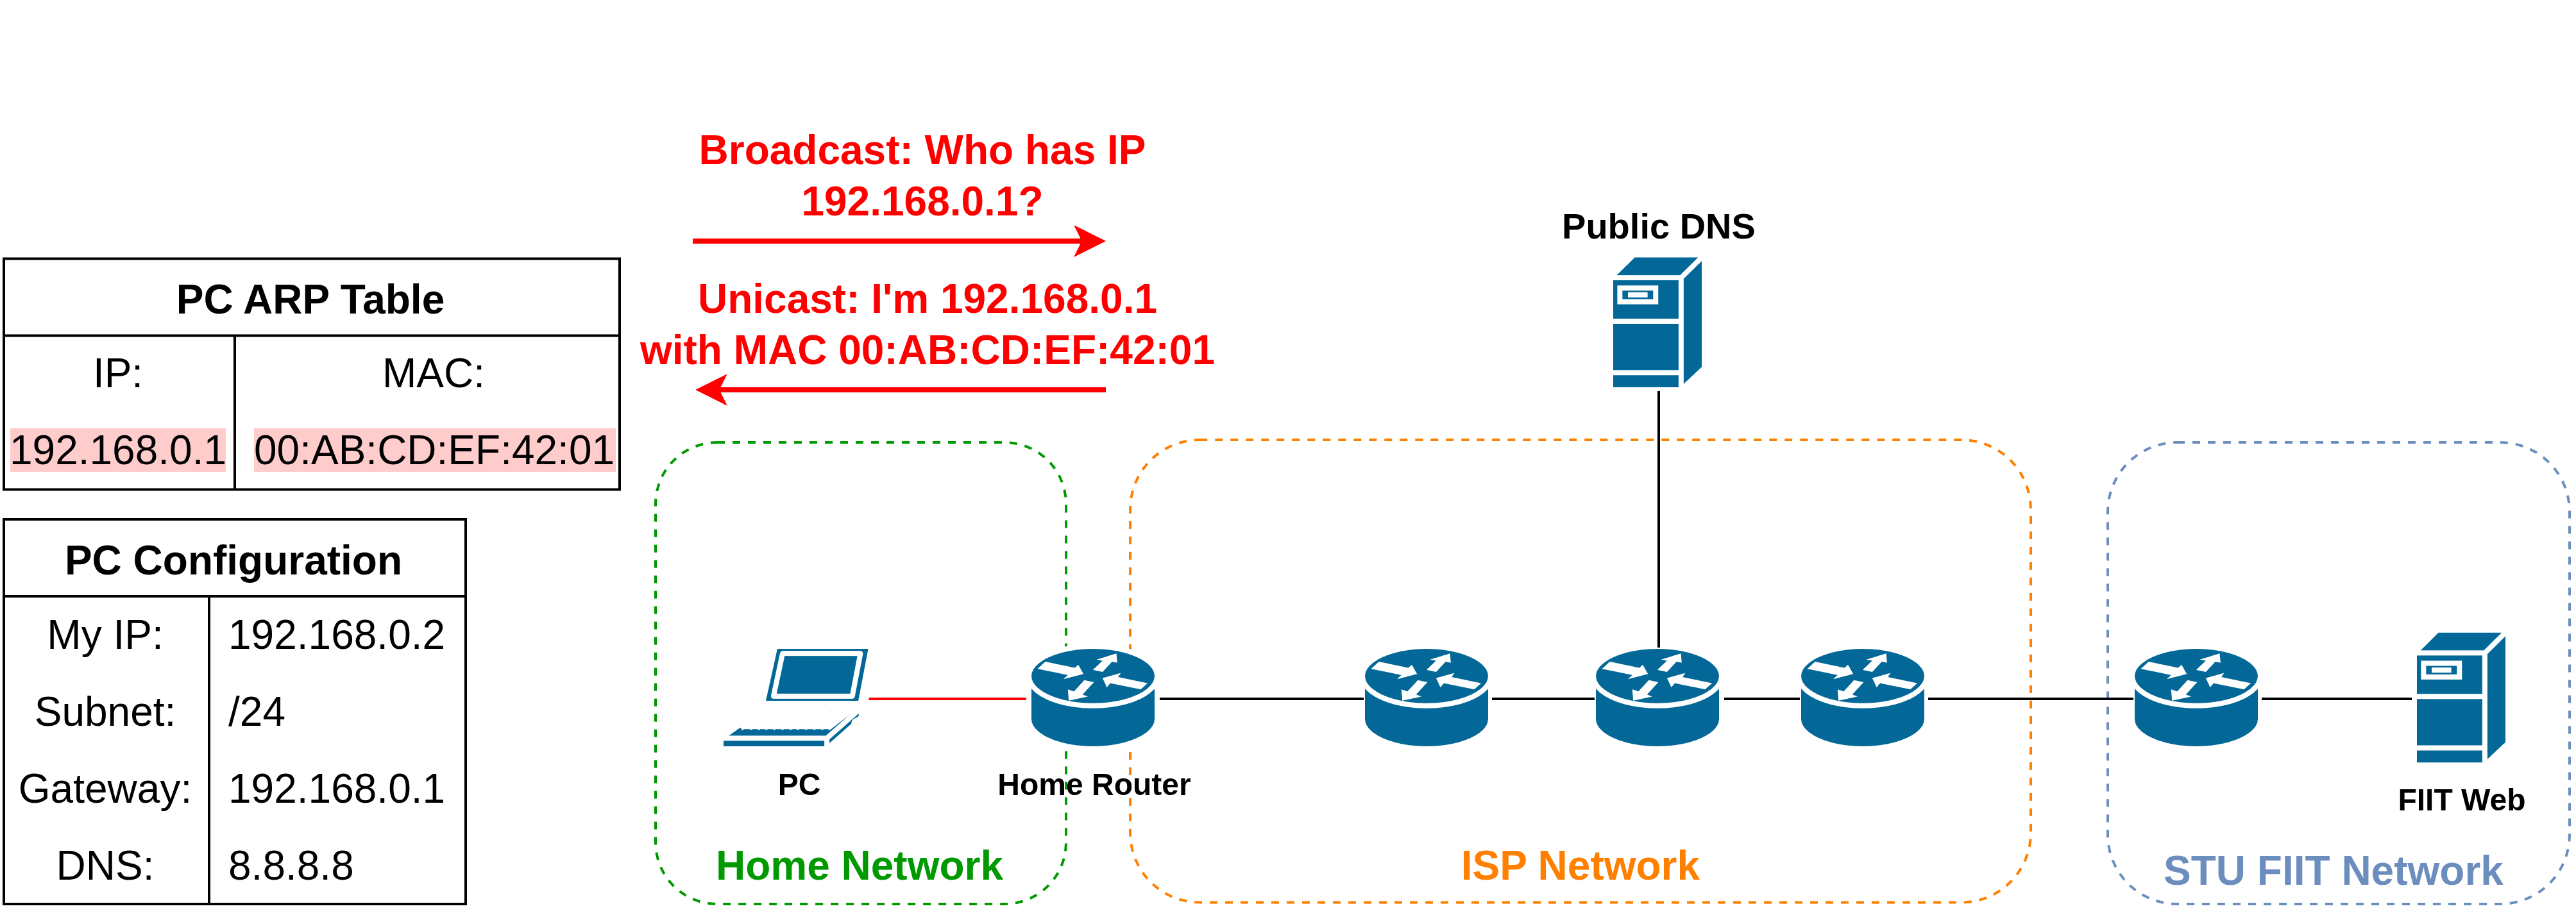 Broadcast: Who has IP
192.168.0.1?
Unicast: I'm 192.168.0.1
with MAC 00:AB:CD:EF:42:01
PC ARP Table
IP: MAC:
192.168.0.1 00:AB:CD:EF:42:01
PC Configuration
My IP: 192.168.0.2
Subnet: /24
Gateway: 192.168.0.1
DNS: 8.8.8.8
Public DNS
PC
Home Router
FIIT Web
Home Network
ISP Network
STU FIIT Network